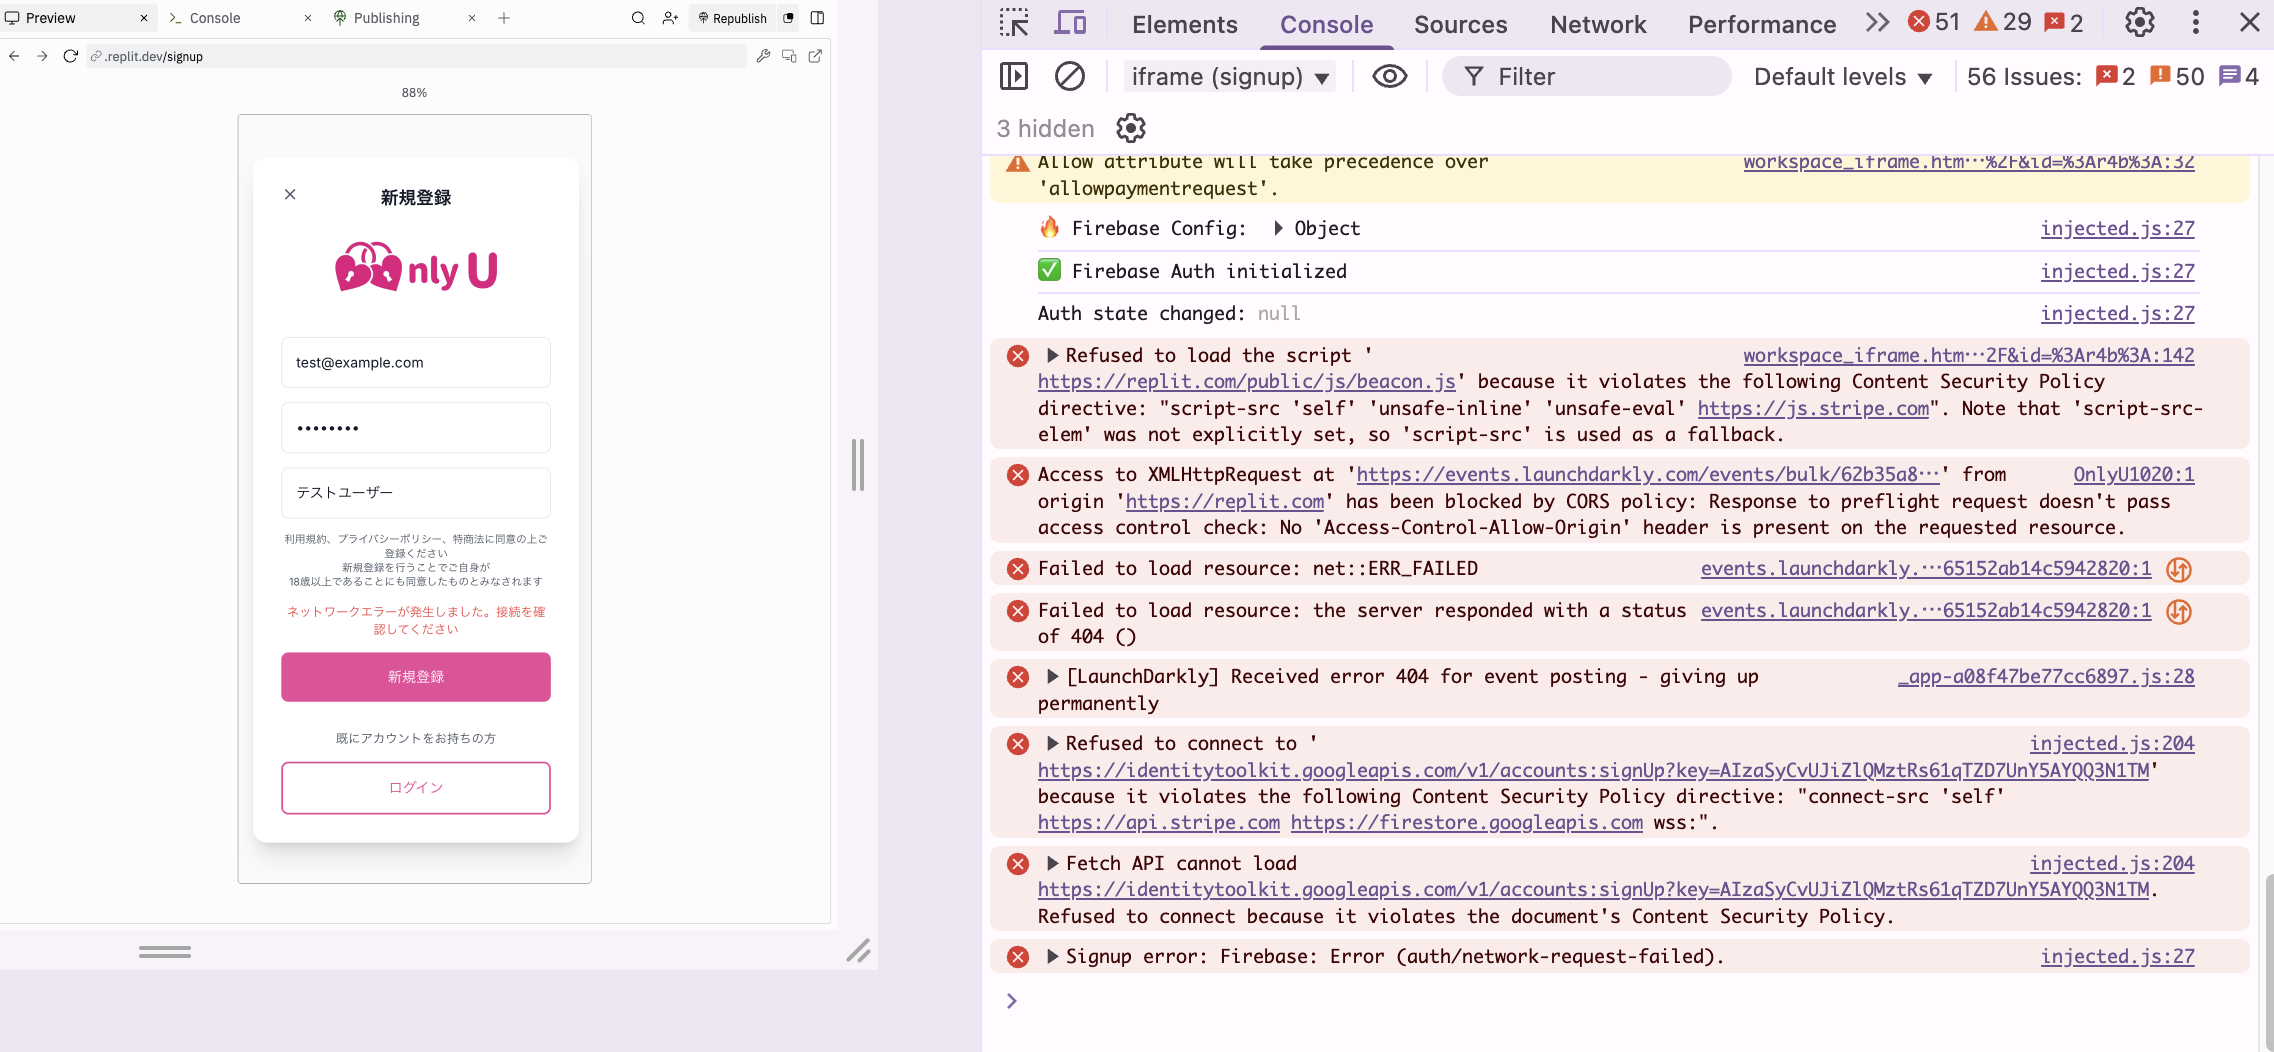 Preview
Console
Publishing
Republish
.replit.dev/signup
88%
新規登録
nly U
test@example.com
••••••••
テストユーザー
利用規約、プライバシーポリシー、特商法に同意の上ご
登録ください
新規登録を行うことでご自身が
18歳以上であることにも同意したものとみなされます
ネットワークエラーが発生しました。接続を確
認してください
新規登録
既にアカウントをお持ちの方
ログイン
Elements Console Sources Network Performance 51 29 2
iframe (signup) ▼ Filter Default levels ▼ 56 Issues: 2 50 4
3 hidden
Allow attribute will take precedence over workspace_iframe.htm…%2F&id=%3Ar4b%3A:32
'allowpaymentrequest'.
🔥 Firebase Config: ▶ Object injected.js:27
✅ Firebase Auth initialized injected.js:27
Auth state changed: null injected.js:27
▶Refused to load the script ' workspace_iframe.htm…2F&id=%3Ar4b%3A:142
https://replit.com/public/js/beacon.js' because it violates the following Content Security Policy
directive: "script-src 'self' 'unsafe-inline' 'unsafe-eval' https://js.stripe.com". Note that 'script-src-
elem' was not explicitly set, so 'script-src' is used as a fallback.
Access to XMLHttpRequest at 'https://events.launchdarkly.com/events/bulk/62b35a8…' from OnlyU1020:1
origin 'https://replit.com' has been blocked by CORS policy: Response to preflight request doesn't pass
access control check: No 'Access-Control-Allow-Origin' header is present on the requested resource.
Failed to load resource: net::ERR_FAILED events.launchdarkly.…65152ab14c5942820:1
Failed to load resource: the server responded with a status events.launchdarkly.…65152ab14c5942820:1
of 404 ()
▶[LaunchDarkly] Received error 404 for event posting - giving up _app-a08f47be77cc6897.js:28
permanently
▶Refused to connect to ' injected.js:204
https://identitytoolkit.googleapis.com/v1/accounts:signUp?key=AIzaSyCvUJiZlQMztRs61qTZD7UnY5AYQQ3N1TM'
because it violates the following Content Security Policy directive: "connect-src 'self'
https://api.stripe.com https://firestore.googleapis.com wss:".
▶Fetch API cannot load injected.js:204
https://identitytoolkit.googleapis.com/v1/accounts:signUp?key=AIzaSyCvUJiZlQMztRs61qTZD7UnY5AYQQ3N1TM.
Refused to connect because it violates the document's Content Security Policy.
▶Signup error: Firebase: Error (auth/network-request-failed). injected.js:27